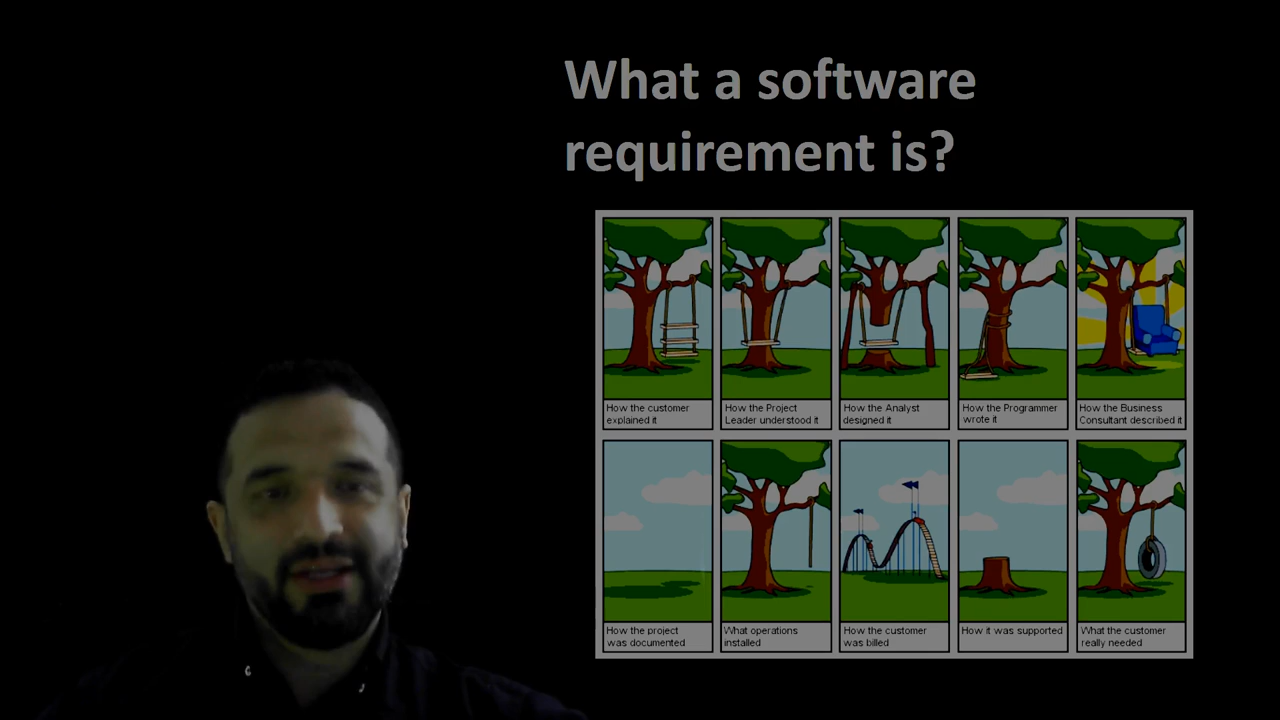 What a software
requirement is?
How the customer
explained it
How the Project
Leader understood it
How the Analyst
designed it
How the Programmer
wrote it
How the Business
Consultant described it
How the project
was documented
What operations
installed
How the customer
was billed
How it was supported
What the customer
really needed